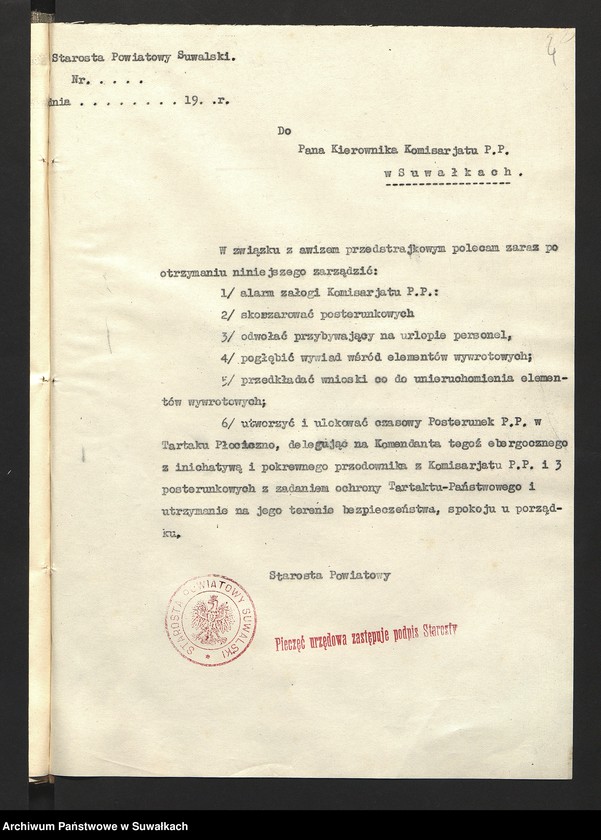 4
Starosta Powiatowy Suwalski.
Nr. . . . .
dnia . . . . . . . . 19. .r.
Do
Pana Kierownika Komisarjatu P.P.
w S u w a ł k a c h .
W związku z awizem przedstrajkowym polecam zaraz po
otrzymaniu niniejszego zarządzić:
1/ alarm załogi Komisarjatu P.P.:
2/ skoszarować posterunkowych
3/ odwołać przybywający na urlopie personel,
4/ pogłębić wywiad wśród elementów wywrotowych;
5/ przedkładać wnioski co do unieruchomienia elemen-
tów wywrotowych;
6/ utworzyć i ulokować czasowy Posterunek P.P. w
Tartaku Płociczno, delegując na Komendanta tegoż ebergocznego
z inichatywą i pokrewnego przodownika z Komisarjatu P.P. i 3
posterunkowych z zadaniem ochrony Tartaktu-Państwowego i
utrzymanie na jego terenie bezpieczeństwa, spokoju u porząd-
ku.
Starosta Powiatowy
STAROSTA POWIATOWY SUWALSKI
Pieczęć urzędowa zastępuje podpis Starosty
Archiwum Państwowe w Suwałkach